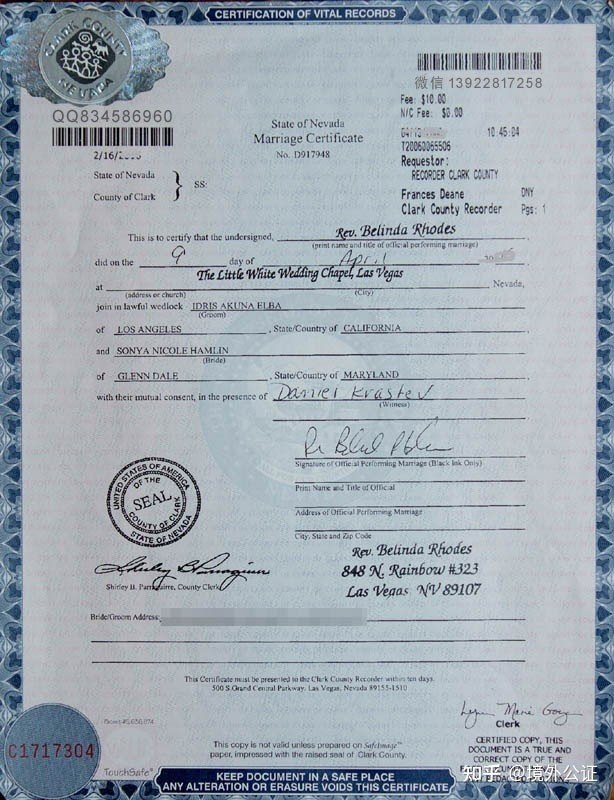 CERTIFICATION OF VITAL RECORDS
CLARK COUNTY
NEVADA
微信 13922817258
QQ834586960
Fee: $10.00
N/C Fee: $0.00
10:45:04
T20060065506
Requestor:
RECORDER CLARK COUNTY
Frances Deane DNY
Clark County Recorder Pgs: 1
State of Nevada
Marriage Certificate
No. D917948
2/16/
State of Nevada
County of Clark
} SS:
This is to certify that the undersigned, Rev. Belinda Rhodes
(print name and title of official performing marriage)
did on the 9 day of April 20
The Little White Wedding Chapel, Las Vegas
at Nevada,
(address or church) (City)
join in lawful wedlock IDRIS AKUNA ELBA
(Groom)
of LOS ANGELES , State/Country of CALIFORNIA
and SONYA NICOLE HAMLIN
(Bride)
of GLENN DALE , State/Country of MARYLAND
with their mutual consent, in the presence of Daniel Krastev
(Witness)
Signature of Official Performing Marriage (Black Ink Only)
Print Name and Title of Official
Address of Official Performing Marriage
City, State and Zip Code
UNITED STATES OF AMERICA
OF THE
SEAL
COUNTY OF CLARK
STATE OF NEVADA
Rev. Belinda Rhodes
848 N. Rainbow #323
Las Vegas NV 89107
Shirley B. Parraguirre, County Clerk
Bride/Groom Address:
This Certificate must be presented to the Clark County Recorder within ten days.
500 S.Grand Central Parkway, Las Vegas, Nevada 89155-1510
Clerk
CERTIFIED COPY, THIS
DOCUMENT IS A TRUE AND
CORRECT COPY OF THE
C1717304
TouchSafe
This copy is not valid unless prepared on SafeImage™
paper, impressed with the raised seal of Clark County.
知乎 @境外公证
KEEP DOCUMENT IN A SAFE PLACE
ANY ALTERATION OR ERASURE VOIDS THIS CERTIFICATE